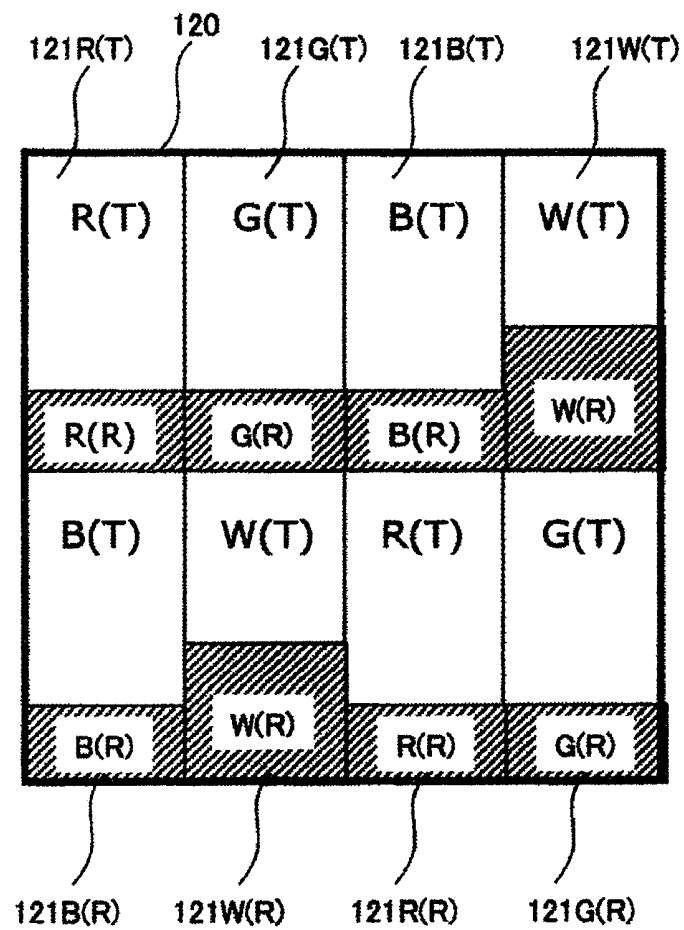 120
121R(T) 121G(T) 121B(T) 121W(T)
R(T) G(T) B(T) W(T)
R(R) G(R) B(R) W(R)
B(T) W(T) R(T) G(T)
B(R) W(R) R(R) G(R)
121B(R) 121W(R) 121R(R) 121G(R)